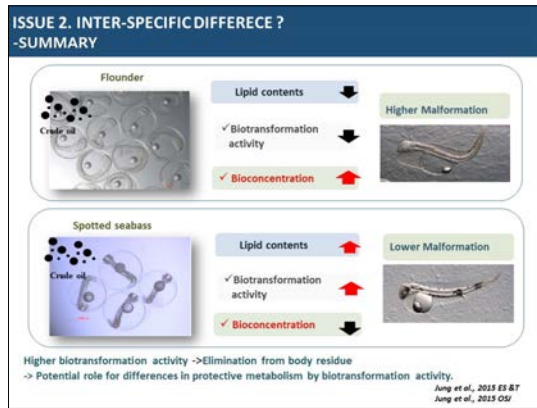 ISSUE 2. INTER-SPECIFIC DIFFERECE ?
-SUMMARY
Flounder
Crude oil
Lipid contents
✓Biotransformation
activity
✓ Bioconcentration
Higher Malformation
Spotted seabass
Crude oil
Lipid contents
✓Biotransformation
activity
✓ Bioconcentration
Lower Malformation
Higher biotransformation activity ->Elimination from body residue
-> Potential role for differences in protective metabolism by biotransformation activity.
Jung et al., 2015 ES &T
Jung et al., 2015 OSJ